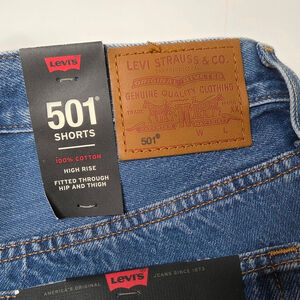 Levi's
501®
SHORTS
100% COTTON
HIGH RISE
FITTED THROUGH
HIP AND THIGH
LEVI STRAUSS & CO.
GENUINE QUALITY CLOTHING
TRADE
501®
W
AMERICA'S ORIGINAL
Levi's
JEANS SINCE 1873